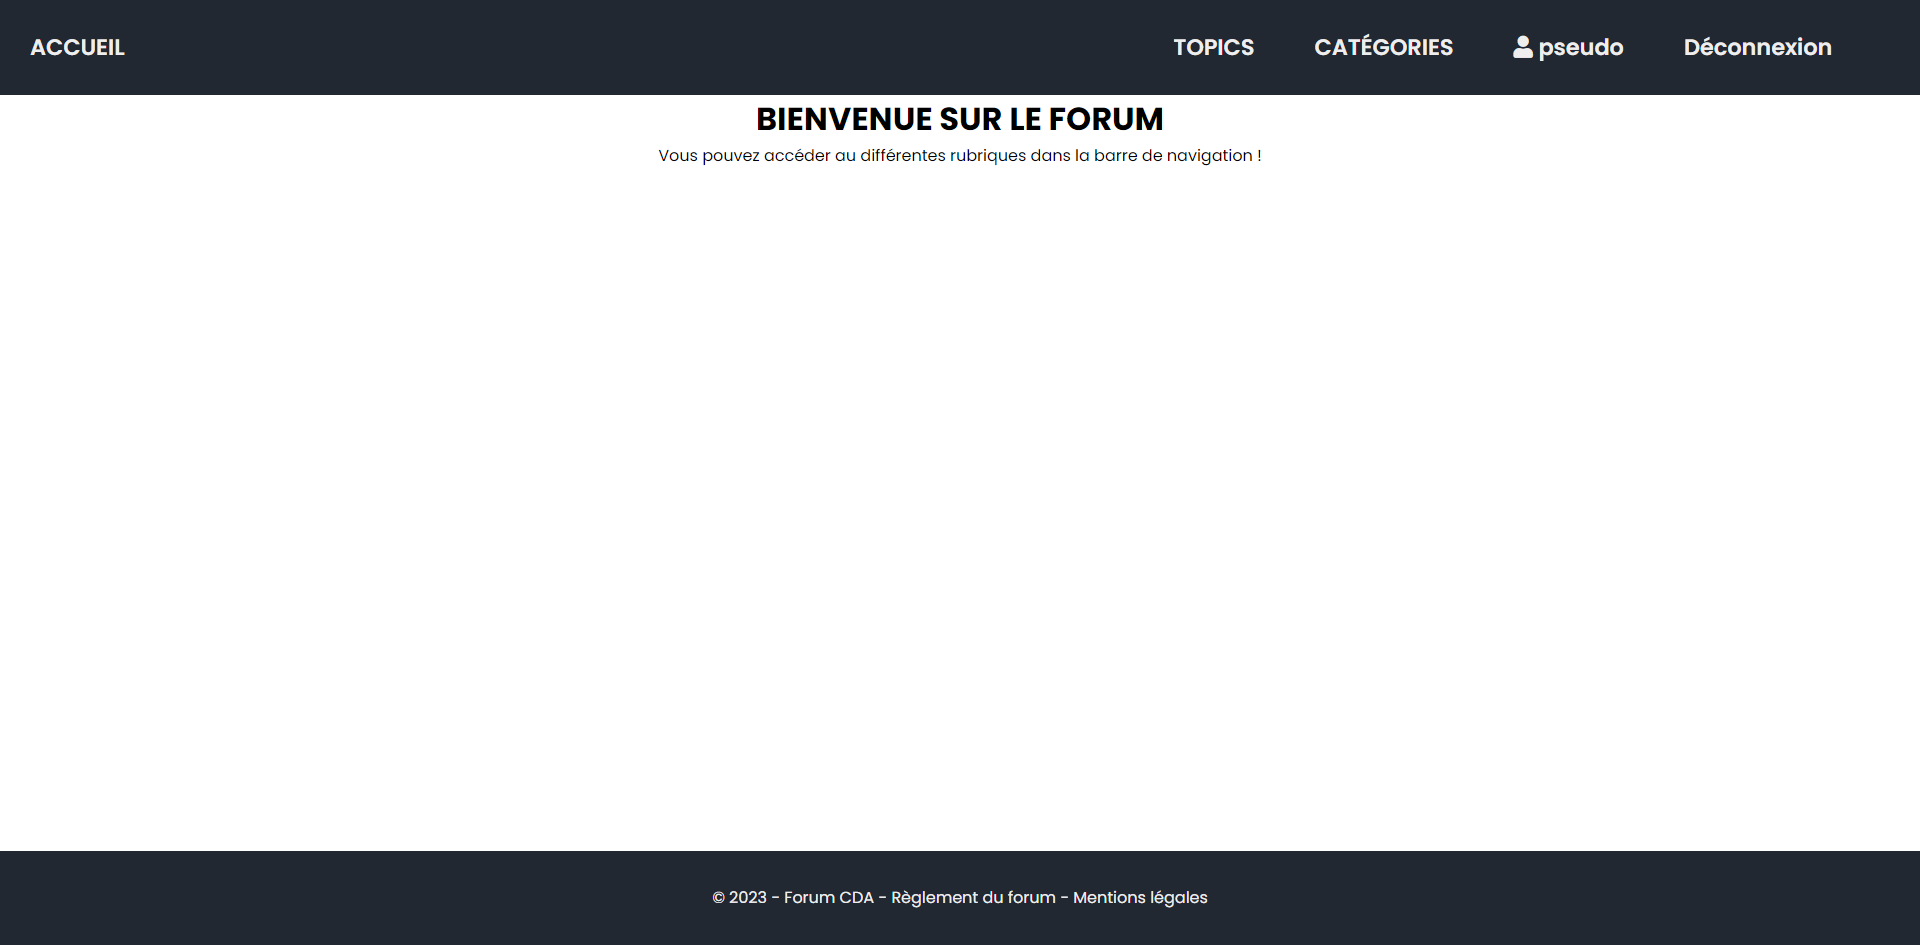 ACCUEIL TOPICS CATÉGORIES pseudo Déconnexion
BIENVENUE SUR LE FORUM
Vous pouvez accéder au différentes rubriques dans la barre de navigation !
© 2023 - Forum CDA - Règlement du forum - Mentions légales